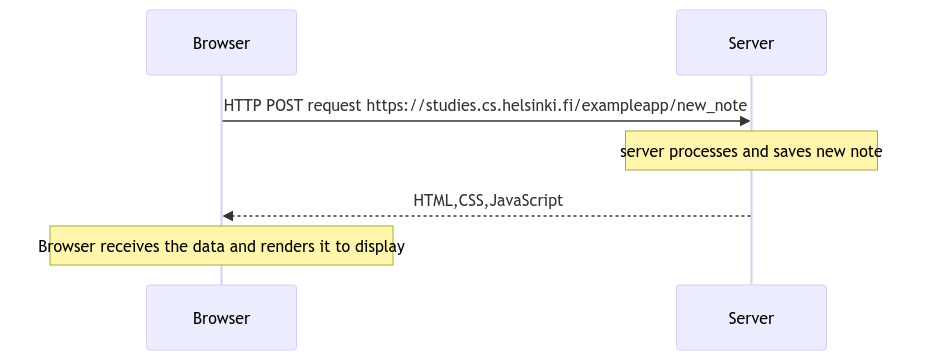 Browser
Server
HTTP POST request https://studies.cs.helsinki.fi/exampleapp/new_note
server processes and saves new note
HTML,CSS,JavaScript
Browser receives the data and renders it to display
Browser
Server